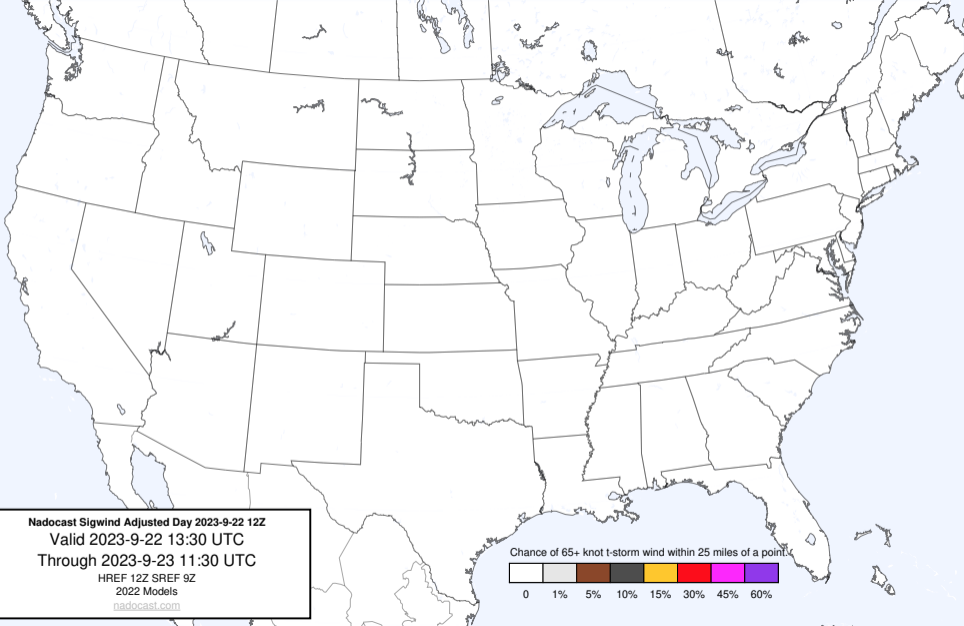 Nadocast Sigwind Adjusted Day 2023-9-22 12Z
Valid 2023-9-22 13:30 UTC
Through 2023-9-23 11:30 UTC
HREF 12Z SREF 9Z
2022 Models
nadocast.com
Chance of 65+ knot t-storm wind within 25 miles of a point.
0 1% 5% 10% 15% 30% 45% 60%